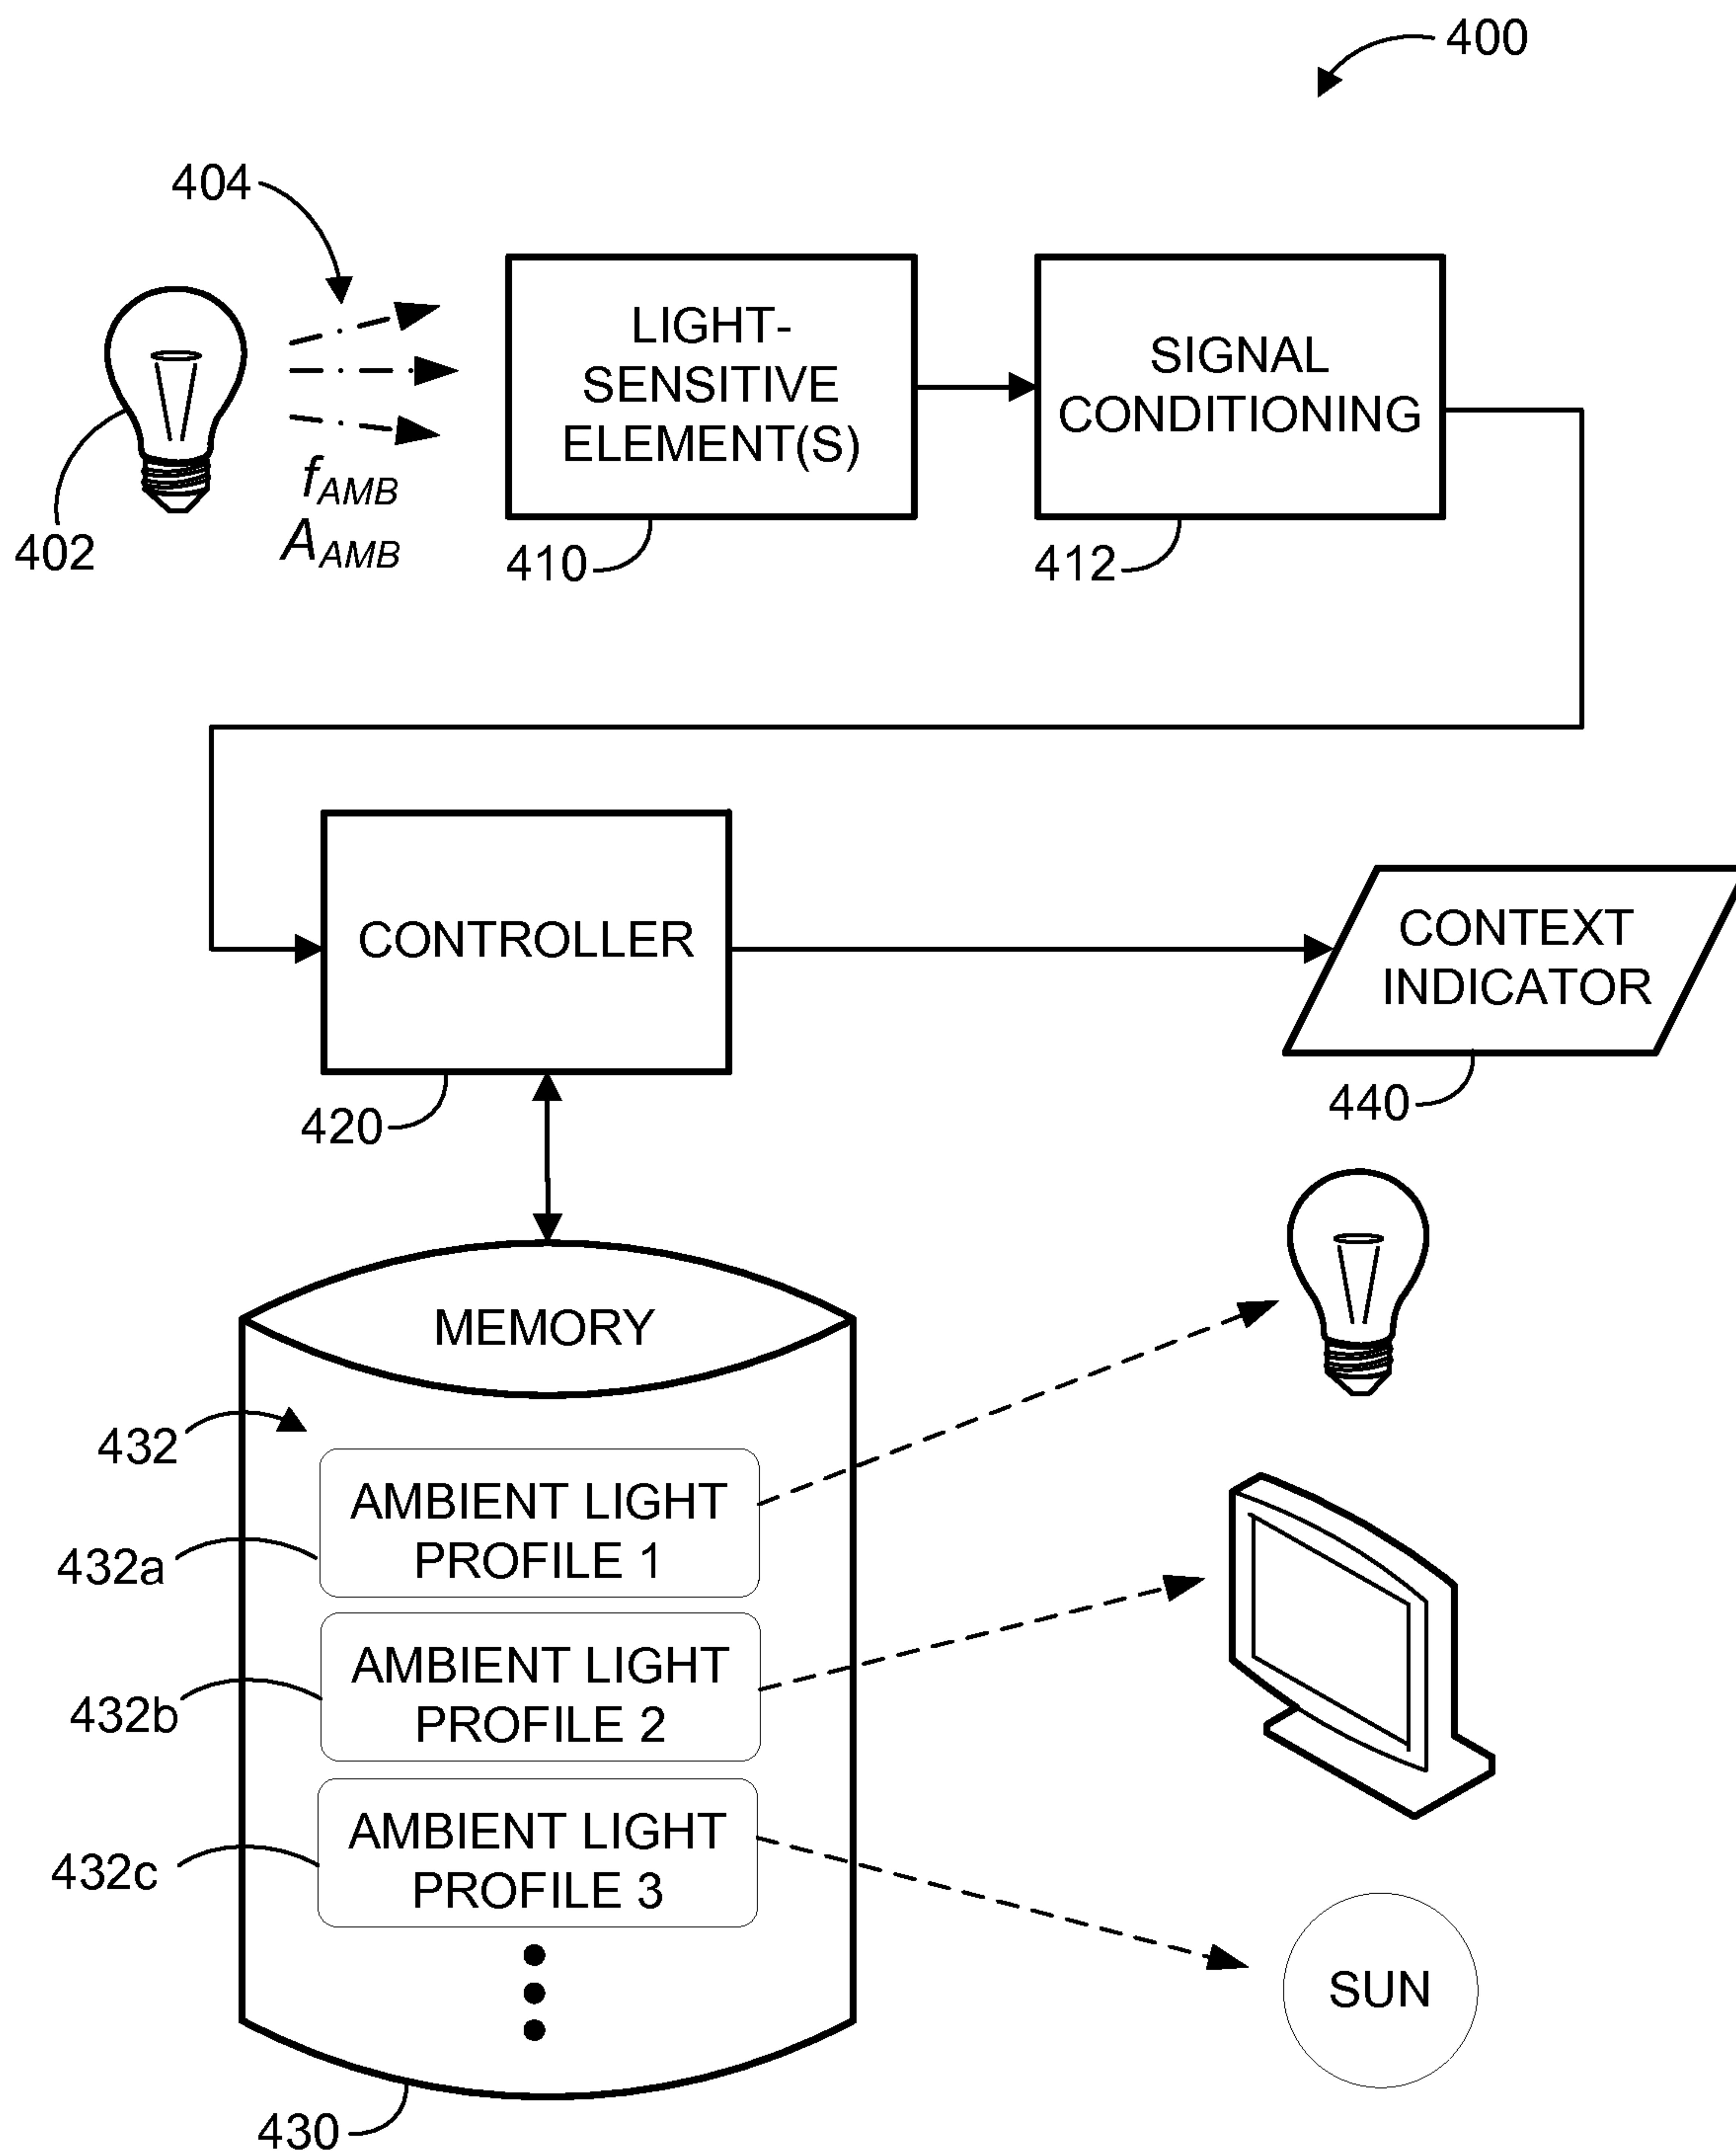 400
404
LIGHT-
SENSITIVE
ELEMENT(S)
SIGNAL
CONDITIONING
f_AMB
A_AMB
402
410
412
CONTROLLER
CONTEXT
INDICATOR
420
440
MEMORY
432
AMBIENT LIGHT
PROFILE 1
432a
AMBIENT LIGHT
PROFILE 2
432b
AMBIENT LIGHT
PROFILE 3
432c
SUN
430